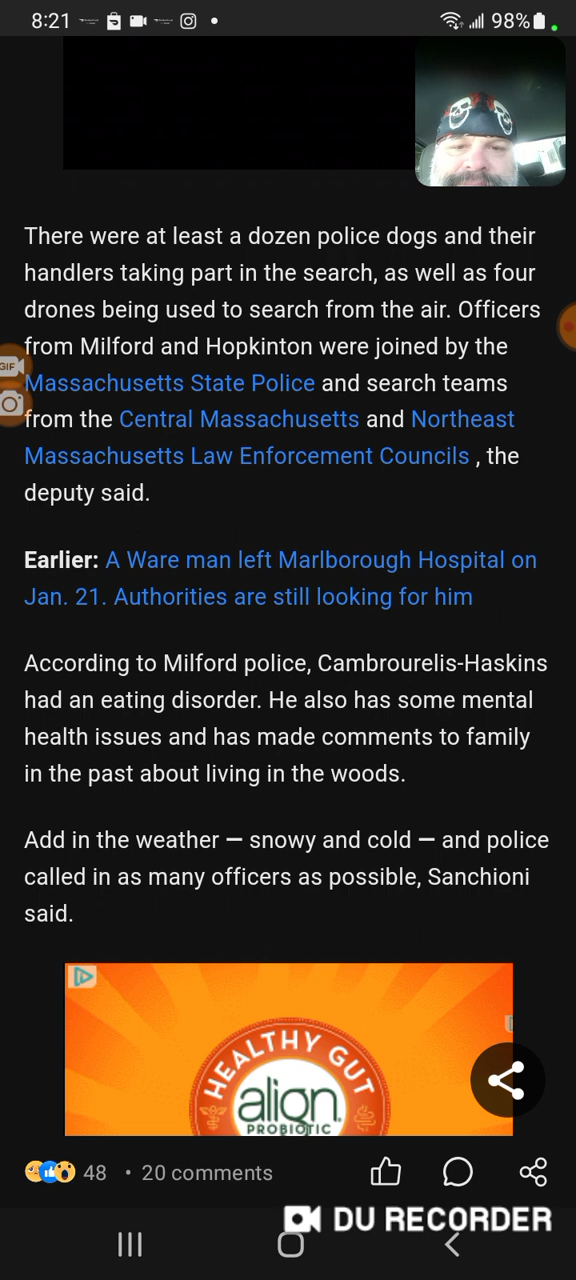 8:21
98%
There were at least a dozen police dogs and their
handlers taking part in the search, as well as four
drones being used to search from the air. Officers
from Milford and Hopkinton were joined by the
GIF
Massachusetts State Police and search teams
from the Central Massachusetts and Northeast
Massachusetts Law Enforcement Councils , the
deputy said.
Earlier: A Ware man left Marlborough Hospital on
Jan. 21. Authorities are still looking for him
According to Milford police, Cambrourelis-Haskins
had an eating disorder. He also has some mental
health issues and has made comments to family
in the past about living in the woods.
Add in the weather — snowy and cold — and police
called in as many officers as possible, Sanchioni
said.
HEALTHY GUT
align.
PROBIOTIC
48 • 20 comments
DU RECORDER